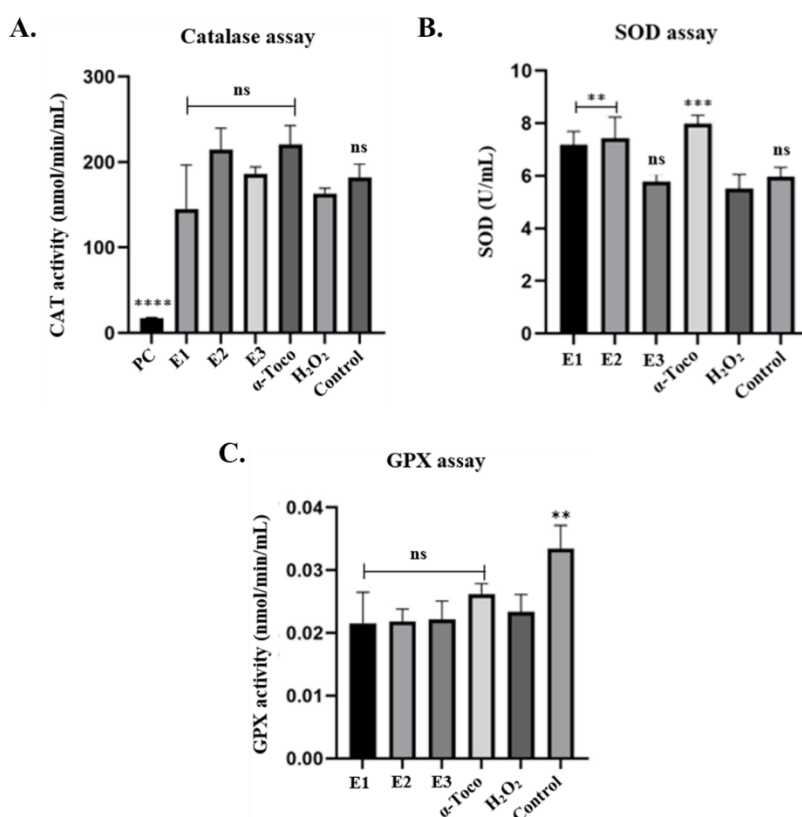 A.
Catalase assay
CAT activity (nmol/min/mL)
300
200
100
0
ns
ns
****
PC
E1
E2
E3
α-Toco
H₂O₂
Control
B.
SOD assay
SOD (U/mL)
10
8
6
4
2
0
**
***
ns
ns
E1
E2
E3
α-Toco
H₂O₂
Control
C.
GPX assay
GPX activity (nmol/min/mL)
0.04
0.03
0.02
0.01
0.00
ns
**
E1
E2
E3
α-Toco
H₂O₂
Control